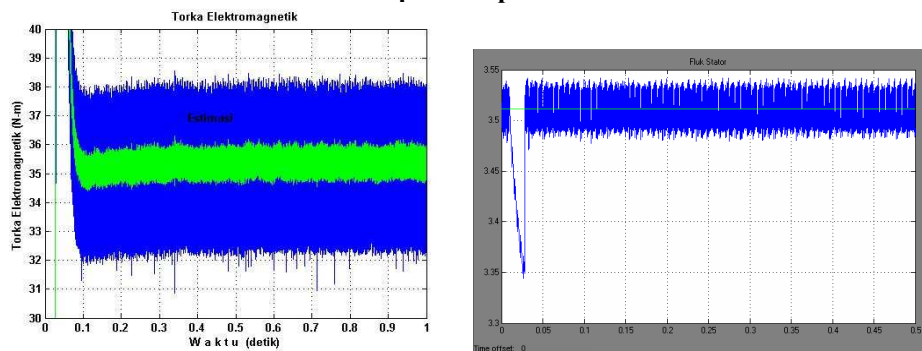 Torka Elektromagnetik
Torka Elektromagnetik (N-m)
40
39
38
37
36
35
34
33
32
31
30
Estimasi
0 0.1 0.2 0.3 0.4 0.5 0.6 0.7 0.8 0.9 1
W a k t u (detik)
Fluk Stator
3.55
3.5
3.45
3.4
3.35
3.3
0 0.05 0.1 0.15 0.2 0.25 0.3 0.35 0.4 0.45 0.5
Time offset: 0